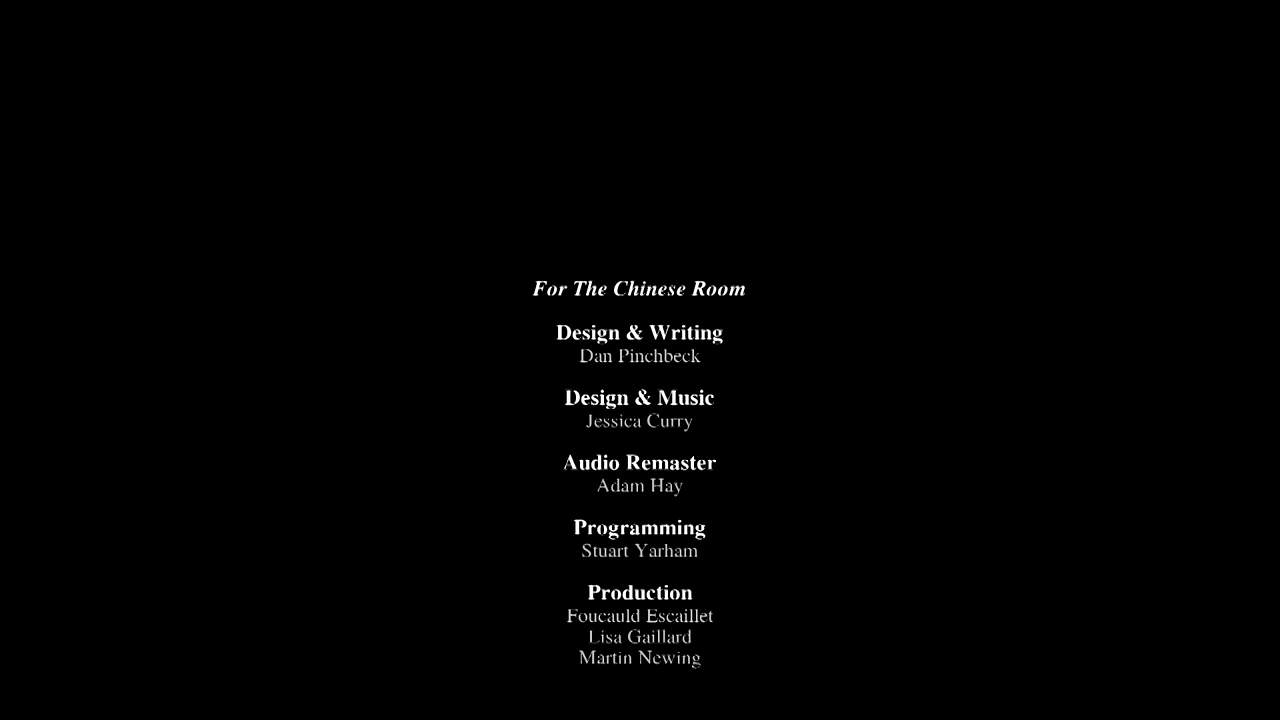 For The Chinese Room
Design & Writing
Dan Pinchbeck
Design & Music
Jessica Curry
Audio Remaster
Adam Hay
Programming
Stuart Yarham
Production
Foucauld Escaillet
Lisa Gaillard
Martin Newing